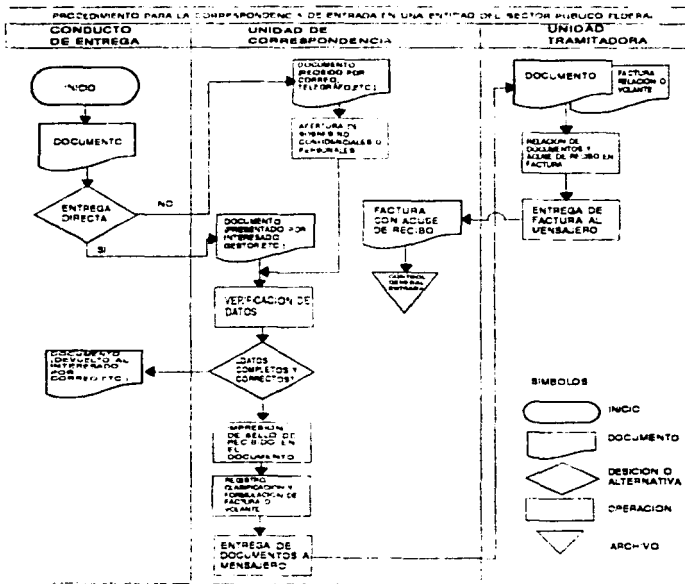 PROCEDIMIENTO PARA LA CORRESPONDENCIA DE ENTRADA EN UNA ENTIDAD DEL SECTOR PUBLICO FEDERAL
CONDUCTO
DE ENTREGA
UNIDAD DE
CORRESPONDENCIA
UNIDAD
TRAMITADORA
INICIO
DOCUMENTO
ENTREGA
DIRECTA
NO
SI
DOCUMENTO
(DEVUELTO AL
INTERESADO
POR
CORREO, ETC.)
DOCUMENTO
(RECIBIDO POR
CORREO,
TELEGRAFO, ETC.)
APERTURA DE
SOBRES NO
CONFIDENCIALES O
PERSONALES
DOCUMENTO
(PRESENTADO POR
INTERESADO
GESTOR, ETC.)
VERIFICACION DE
DATOS
¿DATOS
COMPLETOS Y
CORRECTOS?
IMPRESION
DE SELLO DE
RECIBIDO EN
EL
DOCUMENTO
REGISTRO,
CLASIFICACION Y
FORMULACION DE
FACTURA O
VOLANTE
ENTREGA DE
DOCUMENTOS A
MENSAJERO
DOCUMENTO
FACTURA
RELACION O
VOLANTE
RELACION DE
DOCUMENTOS Y
ACUSE DE RECIBO EN
FACTURA
ENTREGA DE
FACTURA AL
MENSAJERO
FACTURA
CON ACUSE
DE RECIBO
CONTROL
GENERAL
ENTRADA
SIMBOLOS
INICIO
DOCUMENTO
DESICION O
ALTERNATIVA
OPERACION
ARCHIVO